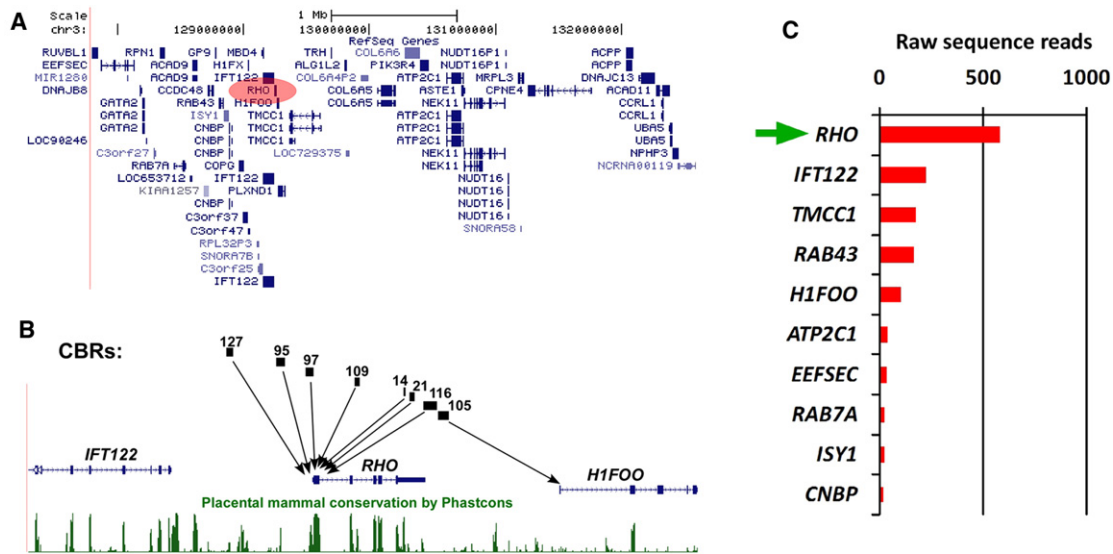 A
Scale
chr3:
1 Mb
129000000
130000000
131000000
132000000
RefSeq Genes
RUVBL1 RPN1 GP9 MBD4 TRH COL6A6 NUDT16P1 ACPP
EEFSEC ACAD9 H1FX ALG1L2 PIK3R4 NUDT16P1 ACPP
MIR1280 ACAD9 IFT122 COL6A4P2 ATP2C1 MRPL3 DNAJC13
DNAJB8 CCDC48 RHO COL6A5 ASTE1 CPNE4 ACAD11
GATA2 RAB43 H1FOO COL6A5 NEK11 CCRL1
GATA2 ISY1 TMCC1 ATP2C1 CCRL1
GATA2 CNBP TMCC1 ATP2C1 UBA5
LOC90246 CNBP TMCC1 ATP2C1 UBA5
C3orf27 CNBP LOC729375 NEK11 NPHP3
RAB7A COPG NEK11 NCRNA00119
LOC653712 IFT122 NUDT16
KIAA1257 PLXND1 NUDT16
CNBP NUDT16
C3orf37 NUDT16
C3orf47 SNORA58
RPL32P3
SNORA7B
C3orf25
IFT122
B
CBRs:
127
95
97
109
14
21
116
105
IFT122
RHO
H1FOO
Placental mammal conservation by Phastcons
C
Raw sequence reads
0 500 1000
RHO
IFT122
TMCC1
RAB43
H1FOO
ATP2C1
EEFSEC
RAB7A
ISY1
CNBP